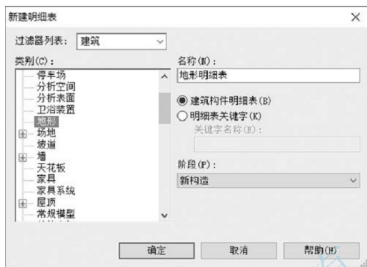 新建明细表
过滤器列表: 建筑
类别(C):
停车场
分析空间
分析表面
卫浴装置
地形
场地
坡道
墙
天花板
家具
家具系统
屋顶
常规模型
名称(N):
地形明细表
建筑构件明细表(B)
明细表关键字(K)
关键字名称(E):
阶段(P):
新构造
确定
取消
帮助(H)